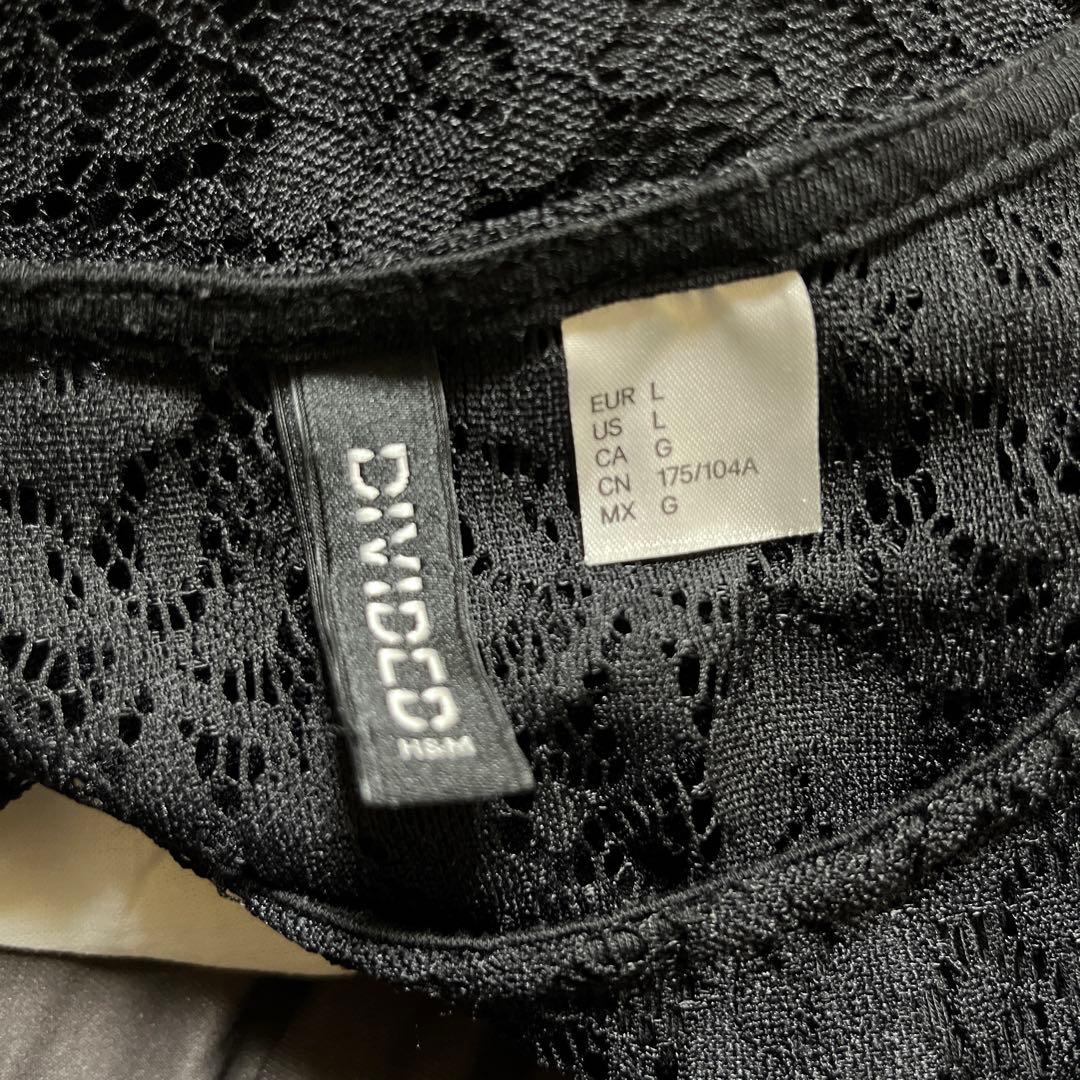 DIVIDED
H&M
EUR L
US L
CA G
CN 175/104A
MX G